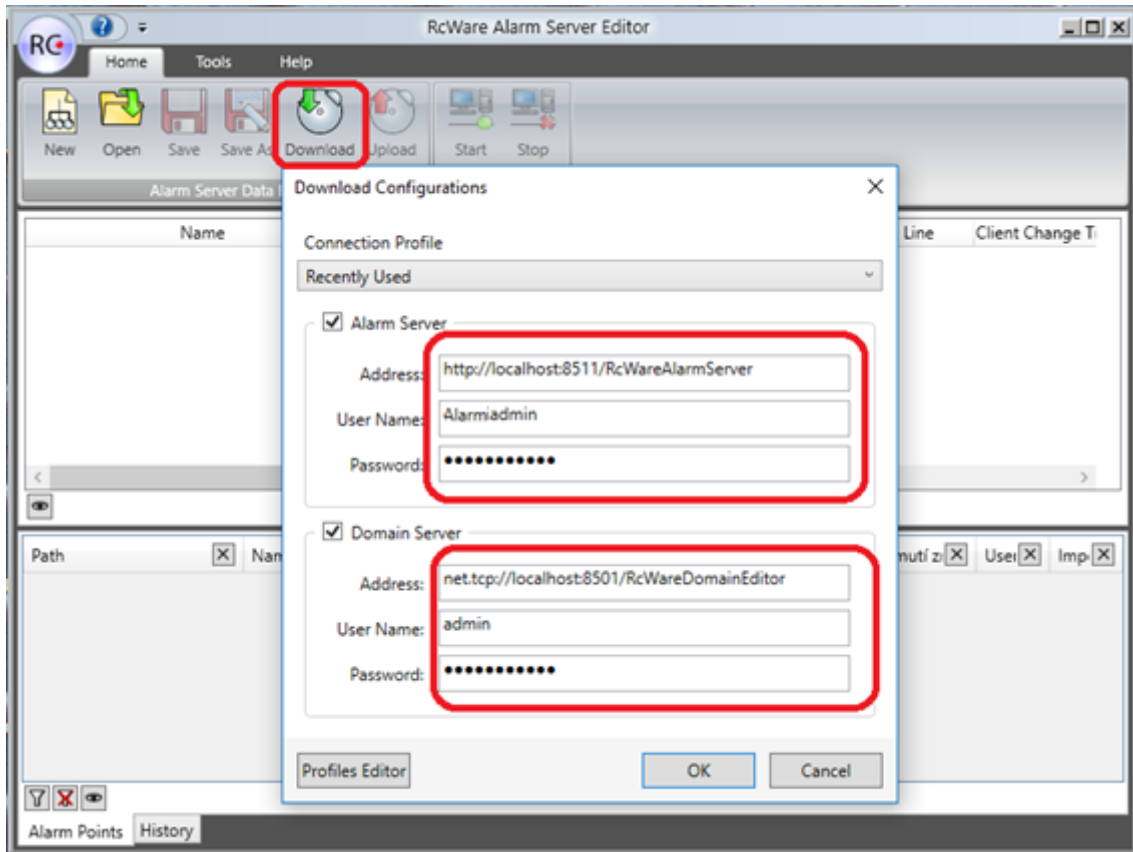 RcWare Alarm Server Editor
RC
Home Tools Help
New Open Save Save As Download Upload Start Stop
Alarm Server Data
Download Configurations
Name Line Client Change Ti
Connection Profile
Recently Used
Alarm Server
Address: http://localhost:8511/RcWareAlarmServer
User Name: Alarmiadmin
Password: ●●●●●●●●●●●
Domain Server
Path Nan nutí z Usei Imp
Address: net.tcp://localhost:8501/RcWareDomainEditor
User Name: admin
Password: ●●●●●●●●●●●
Profiles Editor OK Cancel
Alarm Points History